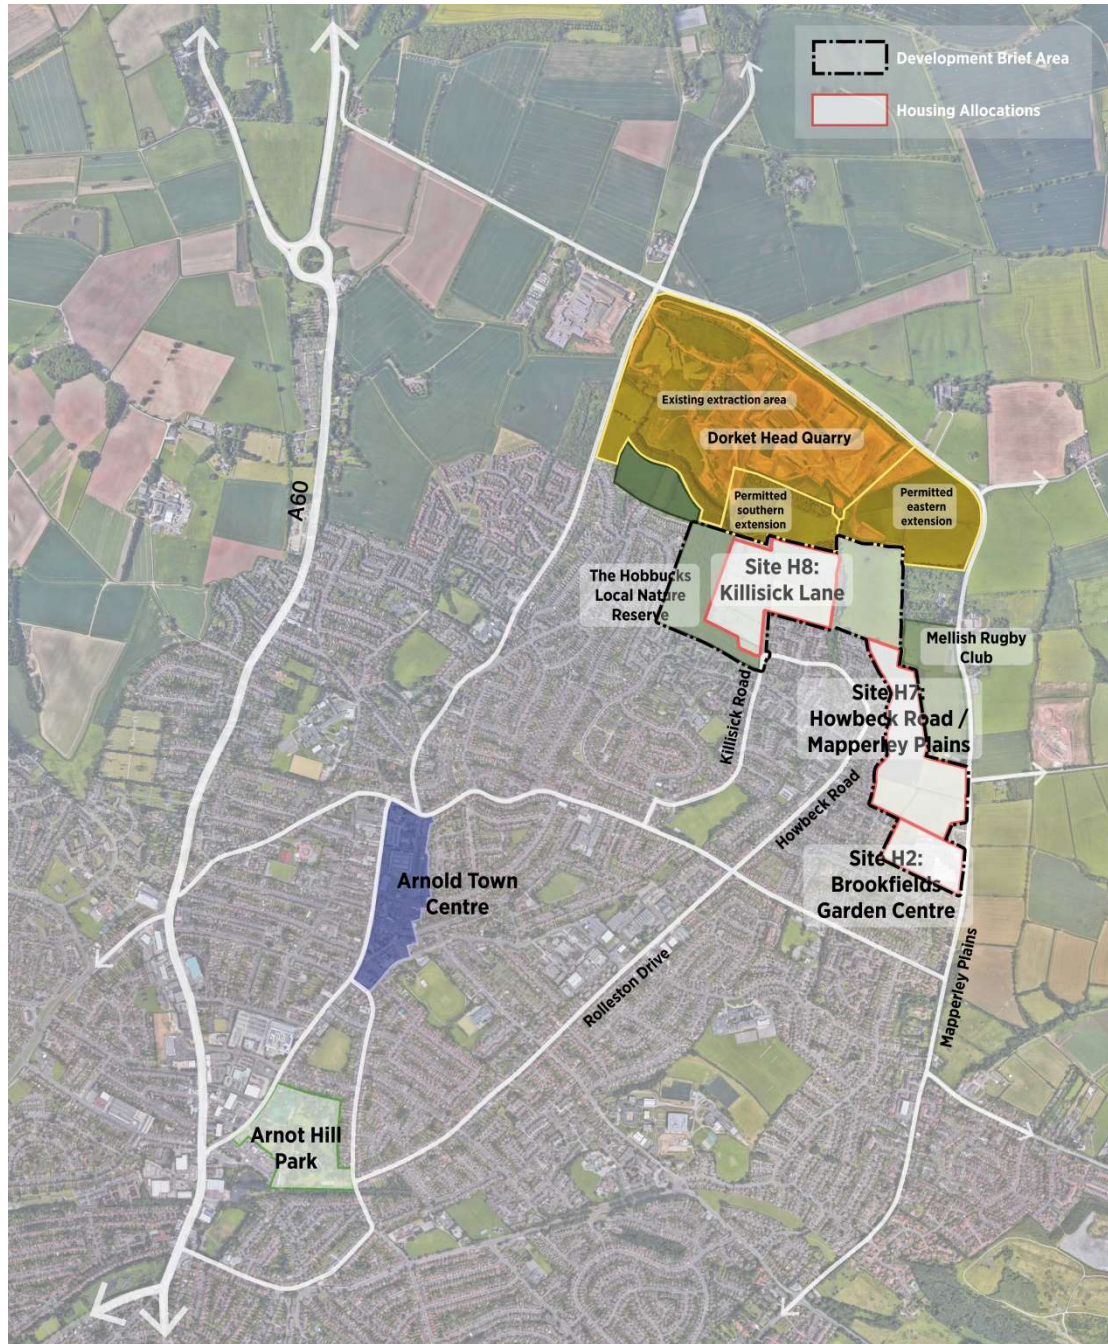 Development Brief Area
Housing Allocations
A60
Existing extraction area
Dorket Head Quarry
Permitted
southern
extension
Permitted
eastern
extension
The Hobbucks
Local Nature
Reserve
Site H8:
Killisick Lane
Mellish Rugby
Club
Killisick Road
Site H7:
Howbeck Road /
Mapperley Plains
Howbeck Road
Site H2:
Brookfields
Garden Centre
Arnold Town
Centre
Rolleston Drive
Mapperley Plains
Arnot Hill
Park